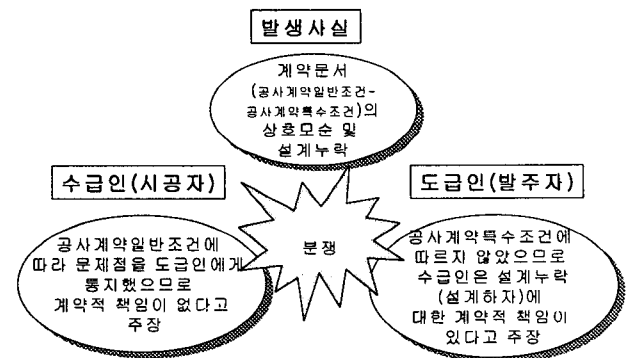 발생사실
계약문서
(공사계약일반조건-
공사계약특수조건)의
상호모순 및
설계누락
수급인(시공자)
도급인(발주자)
공사계약일반조건에
따라 문제점을 도급인에게
통지했으므로
계약적 책임이 없다고
주장
분쟁
공사계약특수조건에
따르지 않았으므로
수급인은 설계누락
(설계하자)에
대한 계약적 책임이
있다고 주장